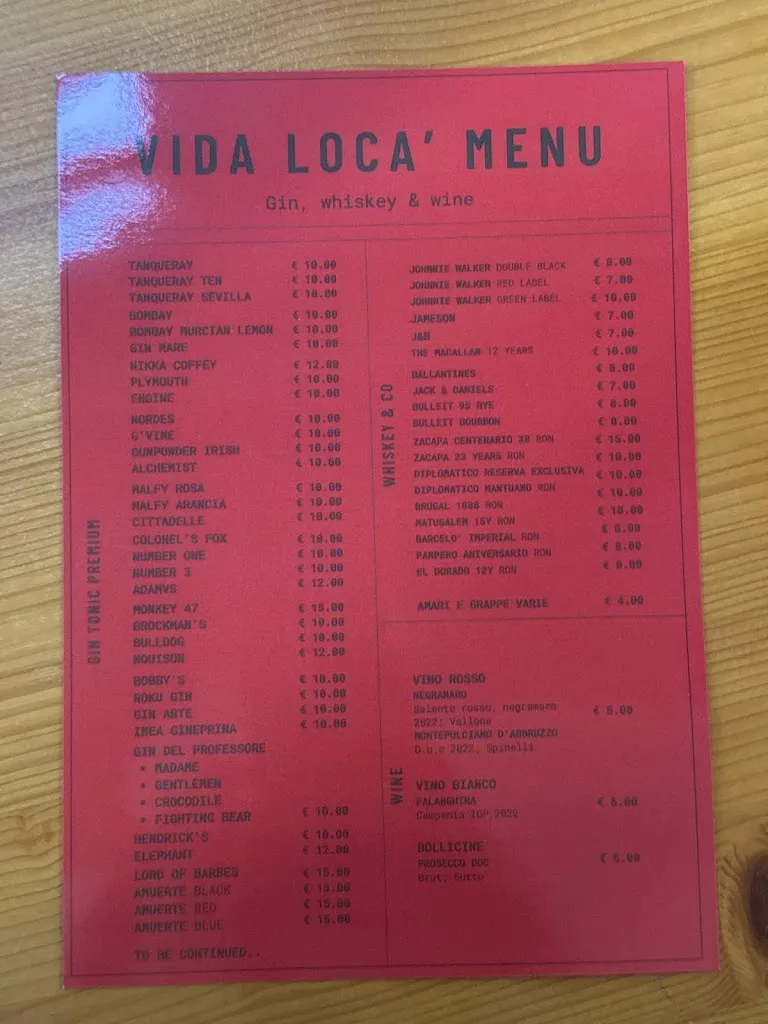 VIDA LOCA' MENU
Gin, whiskey & wine
GIN TONIC PREMIUM
TANQUERAY € 10.00
TANQUERAY TEN € 10.00
TANQUERAY SEVILLA € 10.00
BOMBAY € 10.00
BOMBAY MURCIAN LEMON € 10.00
GIN MARE € 10.00
NIKKA COFFEY € 12.00
PLYMOUTH € 10.00
ENGINE € 10.00
NORDES € 10.00
G'VINE € 10.00
GUNPOWDER IRISH € 10.00
ALCHEMIST € 10.00
MALFY ROSA € 10.00
MALFY ARANCIA € 10.00
CITTADELLE € 10.00
COLONEL'S FOX € 10.00
NUMBER ONE € 10.00
NUMBER 3 € 10.00
ADAMVS € 12.00
MONKEY 47 € 15.00
BROCKMAN'S € 10.00
BULLDOG € 10.00
NOUISON € 12.00
BOBBY'S € 10.00
ROKU GIN € 10.00
GIN ARTE € 10.00
INEA GINEPRINA € 10.00
GIN DEL PROFESSORE
• MADAME
• GENTLEMEN
• CROCODILE
• FIGHTING BEAR € 10.00
HENDRICK'S € 10.00
ELEPHANT € 12.00
LORD OF BARBES € 15.00
AMUERTE BLACK € 15.00
AMUERTE RED € 15.00
AMUERTE BLUE € 15.00
TO BE CONTINUED..
WHISKEY & CO
JOHNNIE WALKER DOUBLE BLACK € 8.00
JOHNNIE WALKER RED LABEL € 7.00
JOHNNIE WALKER GREEN LABEL € 10.00
JAMESON € 7.00
J&B € 7.00
THE MACALLAN 12 YEARS € 10.00
BALLANTINES € 8.00
JACK & DANIELS € 7.00
BULLEIT 95 RYE € 8.00
BULLEIT BOURBON € 8.00
ZACAPA CENTENARIO XO RON € 15.00
ZACAPA 23 YEARS RON € 10.00
DIPLOMATICO RESERVA EXCLUSIVA € 10.00
DIPLOMATICO MANTUANO RON € 10.00
BRUGAL 1888 RON € 10.00
MATUSALEM 15Y RON €
BARCELO' IMPERIAL RON € 8.00
PAMPERO ANIVERSARIO RON €
EL DORADO 12Y RON
AMARI E GRAPPE VARIE € 4.00
WINE
VINO ROSSO
NEGRAMARO
Salento rosso, negramaro € 5.00
2022; Vallone
MONTEPULCIANO D'ABBRUZZO
D.o.c 2022, Spinelli
VINO BIANCO
FALANGHINA € 5.00
Campania IGP,2022
BOLLICINE
PROSECCO DOC € 5.00
Brut; Sutto